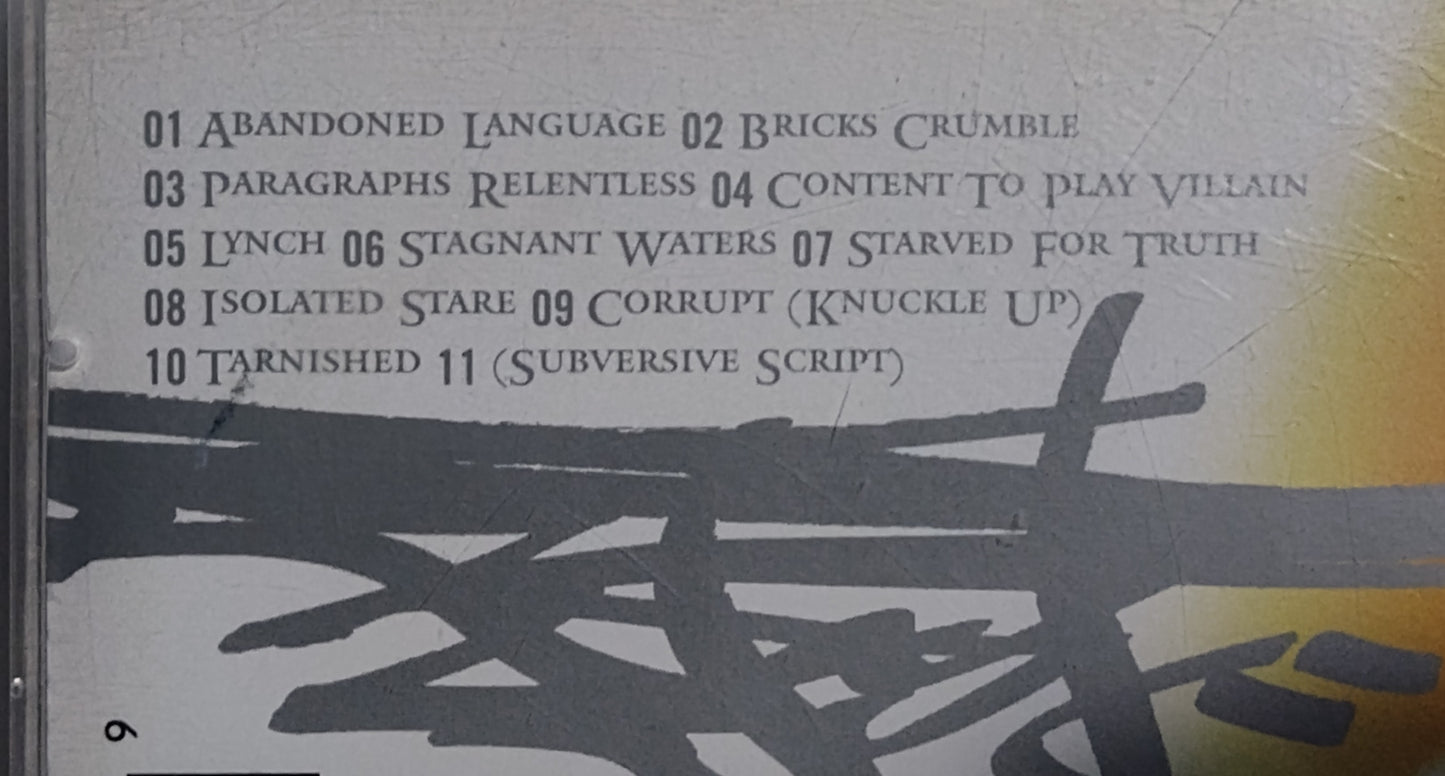 01 ABANDONED LANGUAGE 02 BRICKS CRUMBLE
03 PARAGRAPHS RELENTLESS 04 CONTENT TO PLAY VILLAIN
05 LYNCH 06 STAGNANT WATERS 07 STARVED FOR TRUTH
08 ISOLATED STARE 09 CORRUPT (KNUCKLE UP)
10 TARNISHED 11 (SUBVERSIVE SCRIPT)
6